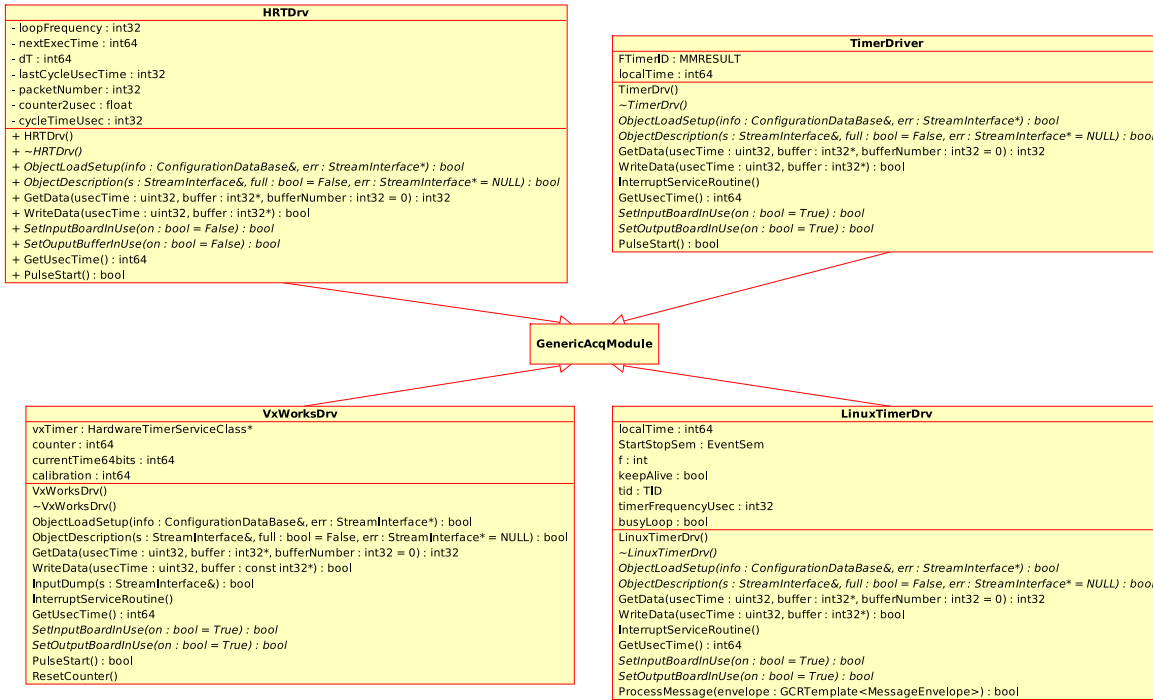 HRTDrv
- loopFrequency : int32
- nextExecTime : int64
- dT : int64
- lastCycleUsecTime : int32
- packetNumber : int32
- counter2usec : float
- cycleTimeUsec : int32
+ HRTDrv()
+ ~HRTDrv()
+ ObjectLoadSetup(info : ConfigurationDataBase&, err : StreamInterface*) : bool
+ ObjectDescription(s : StreamInterface&, full : bool = False, err : StreamInterface* = NULL) : bool
+ GetData(usecTime : uint32, buffer : int32*, bufferNumber : int32 = 0) : int32
+ WriteData(usecTime : uint32, buffer : int32*) : bool
+ SetInputBoardInUse(on : bool = False) : bool
+ SetOuputBufferInUse(on : bool = False) : bool
+ GetUsecTime() : int64
+ PulseStart() : bool
TimerDriver
FTimerID : MMRESULT
localTime : int64
TimerDrv()
~TimerDrv()
ObjectLoadSetup(info : ConfigurationDataBase&, err : StreamInterface*) : bool
ObjectDescription(s : StreamInterface&, full : bool = False, err : StreamInterface* = NULL) : bool
GetData(usecTime : uint32, buffer : int32*, bufferNumber : int32 = 0) : int32
WriteData(usecTime : uint32, buffer : int32*) : bool
InterruptServiceRoutine()
GetUsecTime() : int64
SetInputBoardInUse(on : bool = True) : bool
SetOutputBoardInUse(on : bool = True) : bool
PulseStart() : bool
GenericAcqModule
VxWorksDrv
vxTimer : HardwareTimerServiceClass*
counter : int64
currentTime64bits : int64
calibration : int64
VxWorksDrv()
~VxWorksDrv()
ObjectLoadSetup(info : ConfigurationDataBase&, err : StreamInterface*) : bool
ObjectDescription(s : StreamInterface&, full : bool = False, err : StreamInterface* = NULL) : bool
GetData(usecTime : uint32, buffer : int32*, bufferNumber : int32 = 0) : int32
WriteData(usecTime : uint32, buffer : const int32*) : bool
InputDump(s : StreamInterface&) : bool
InterruptServiceRoutine()
GetUsecTime() : int64
SetInputBoardInUse(on : bool = True) : bool
SetOutputBoardInUse(on : bool = True) : bool
PulseStart() : bool
ResetCounter()
LinuxTimerDrv
localTime : int64
StartStopSem : EventSem
f : int
keepAlive : bool
tid : TID
timerFrequencyUsec : int32
busyLoop : bool
LinuxTimerDrv()
~LinuxTimerDrv()
ObjectLoadSetup(info : ConfigurationDataBase&, err : StreamInterface*) : bool
ObjectDescription(s : StreamInterface&, full : bool = False, err : StreamInterface* = NULL) : bool
GetData(usecTime : uint32, buffer : int32*, bufferNumber : int32 = 0) : int32
WriteData(usecTime : uint32, buffer : int32*) : bool
InterruptServiceRoutine()
GetUsecTime() : int64
SetInputBoardInUse(on : bool = True) : bool
SetOutputBoardInUse(on : bool = True) : bool
ProcessMessage(envelope : GCRTemplate<MessageEnvelope>) : bool